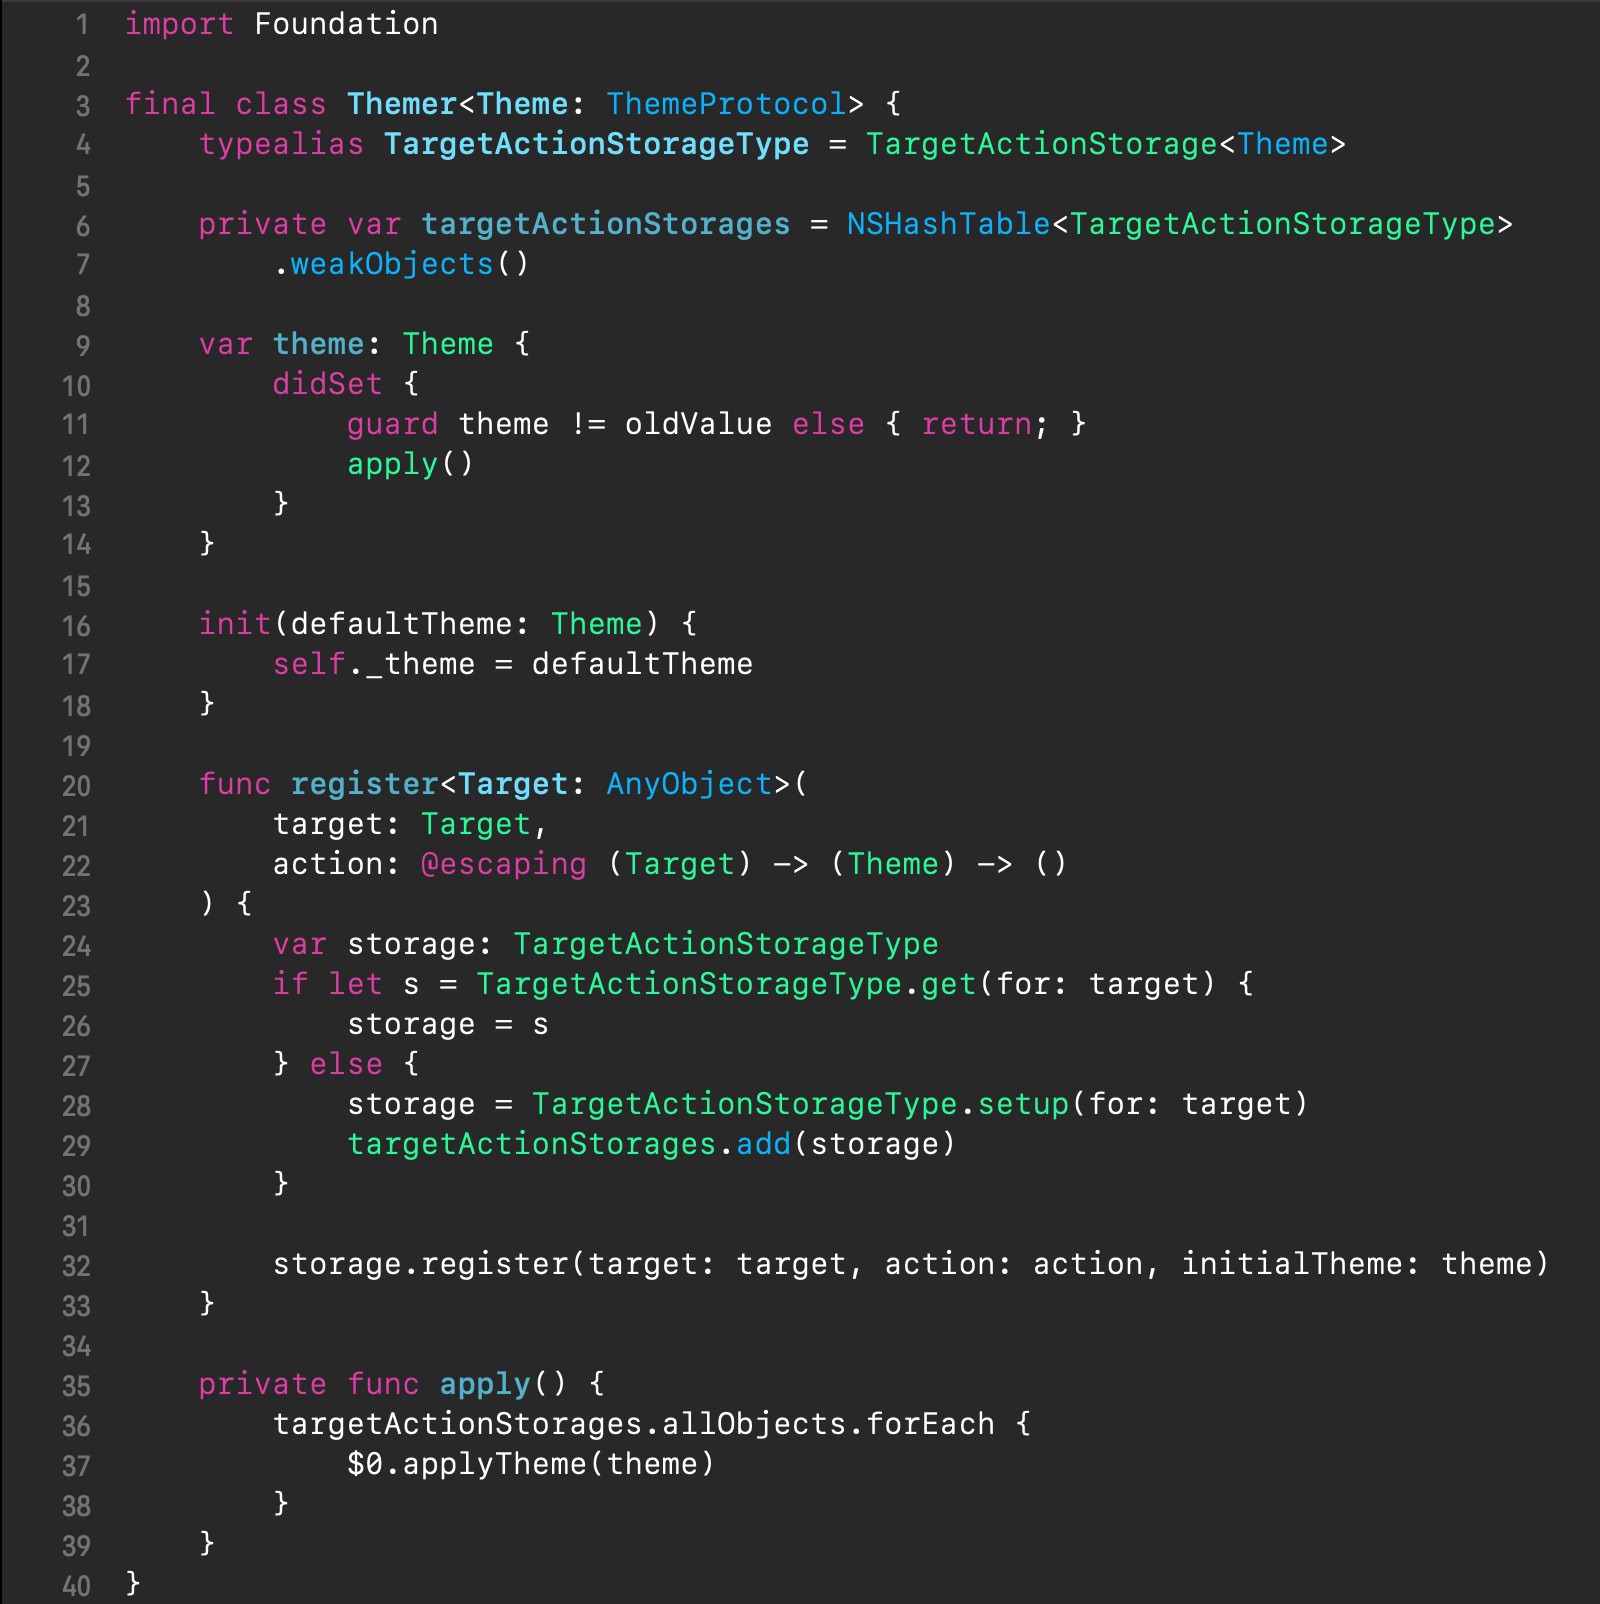 1 import Foundation
2
3 final class Themer<Theme: ThemeProtocol> {
4     typealias TargetActionStorageType = TargetActionStorage<Theme>
5
6     private var targetActionStorages = NSHashTable<TargetActionStorageType>
7         .weakObjects()
8
9     var theme: Theme {
10         didSet {
11             guard theme != oldValue else { return; }
12             apply()
13         }
14     }
15
16     init(defaultTheme: Theme) {
17         self._theme = defaultTheme
18     }
19
20     func register<Target: AnyObject>(
21         target: Target,
22         action: @escaping (Target) -> (Theme) -> ()
23     ) {
24         var storage: TargetActionStorageType
25         if let s = TargetActionStorageType.get(for: target) {
26             storage = s
27         } else {
28             storage = TargetActionStorageType.setup(for: target)
29             targetActionStorages.add(storage)
30         }
31
32         storage.register(target: target, action: action, initialTheme: theme)
33     }
34
35     private func apply() {
36         targetActionStorages.allObjects.forEach {
37             $0.applyTheme(theme)
38         }
39     }
40 }